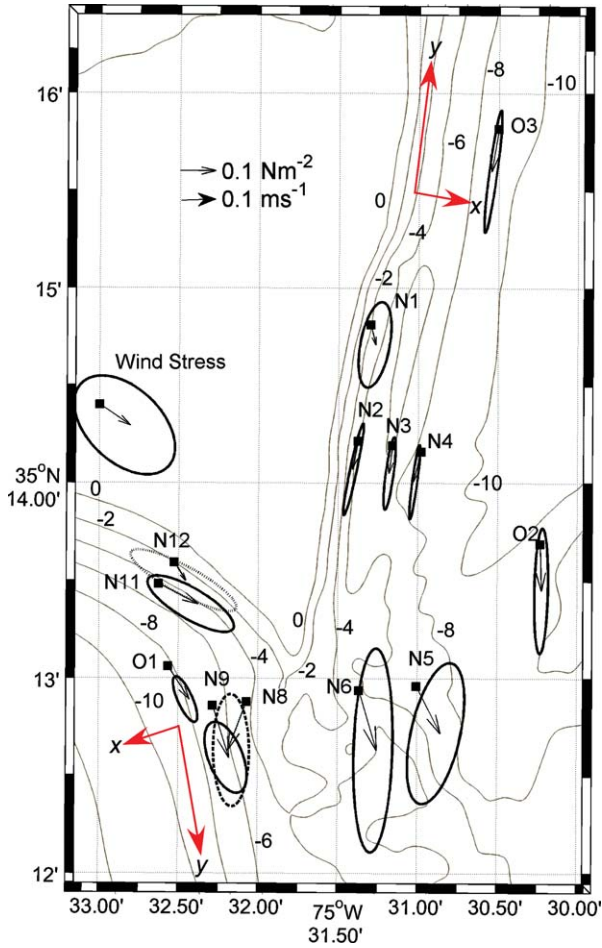 y
-8
-10
16'
O3
-6
0.1 Nm-2
0.1 ms-1
x
0
-4
-2
15'
N1
Wind Stress
N2
N3
N4
35oN
14.00'
0
-10
-2
N12
O2
N11
-8
0
-4
-8
-4
-2
13'
O1
N9
N8
N6
N5
-10
x
-6
y
12'
33.00'
32.50'
32.00'
75oW
31.50'
31.00'
30.50'
30.00'